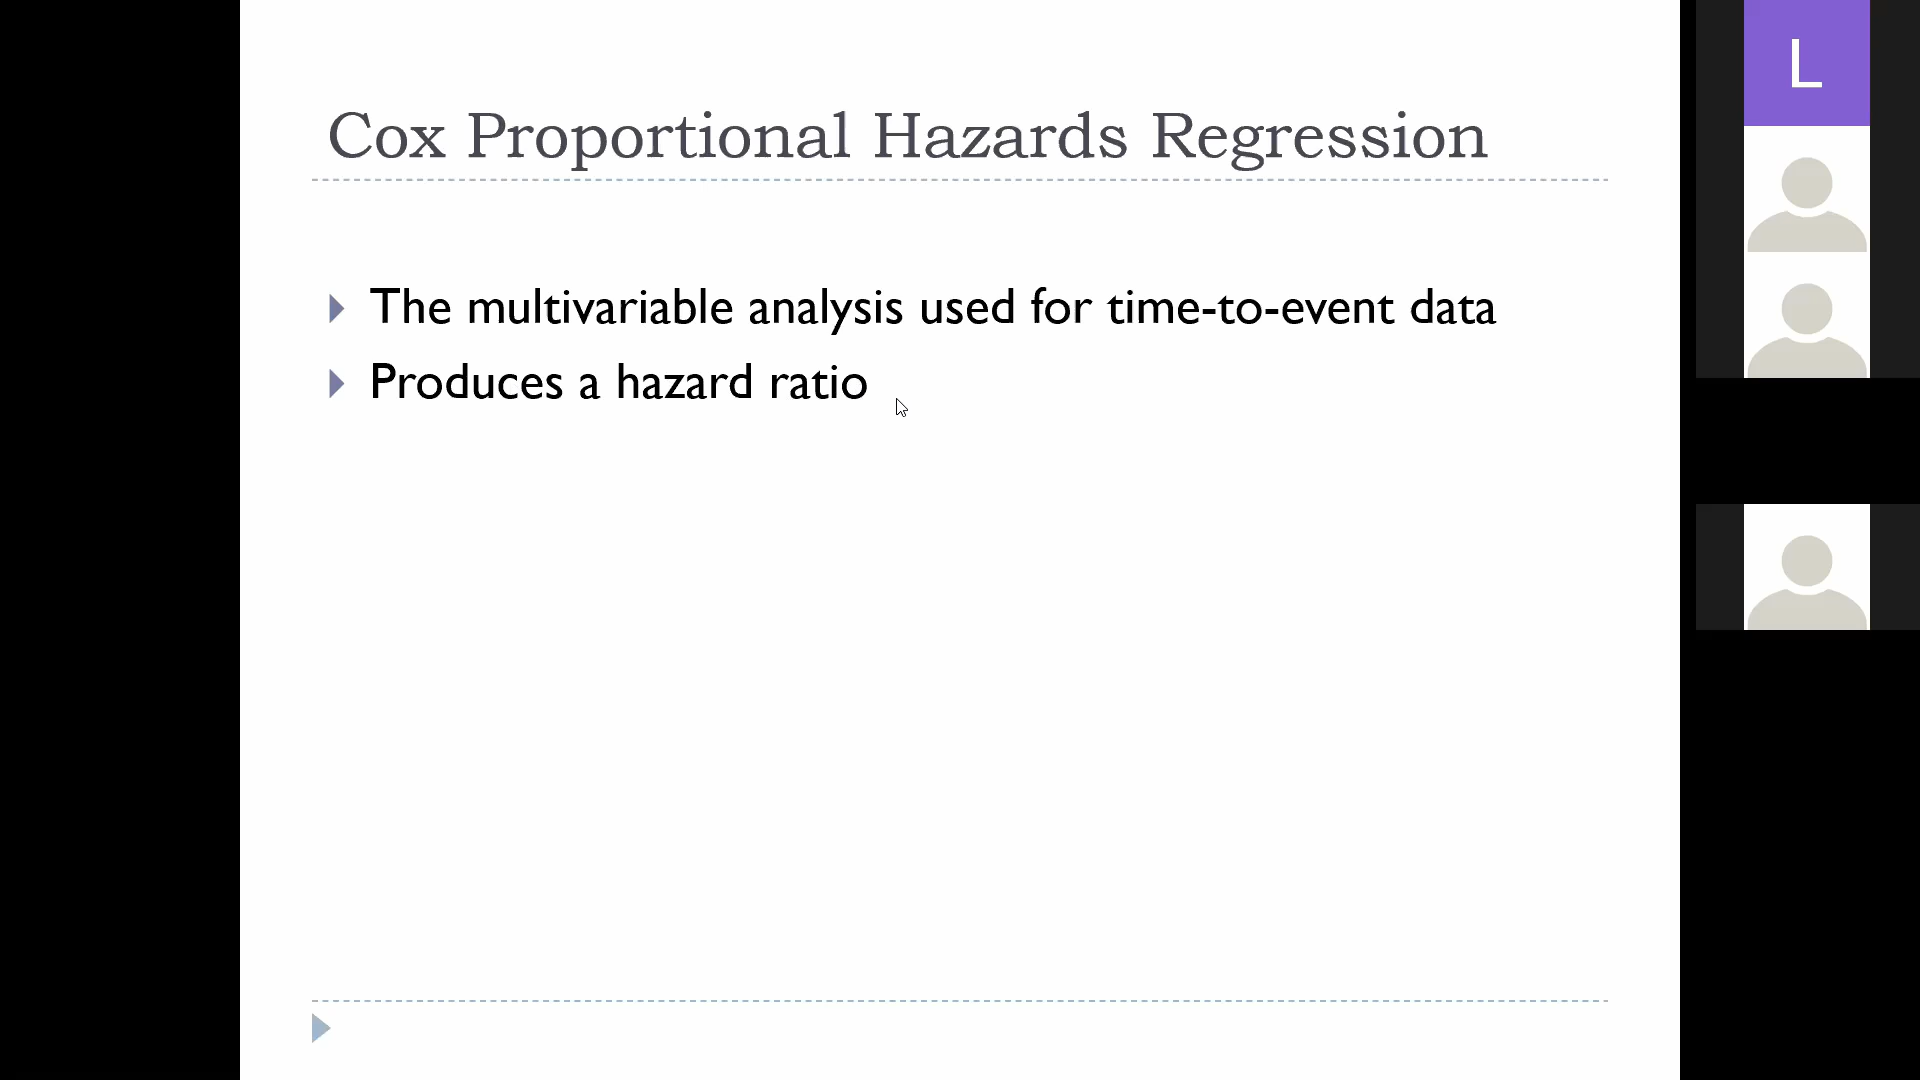 Cox Proportional Hazards Regression
The multivariable analysis used for time-to-event data
Produces a hazard ratio
L